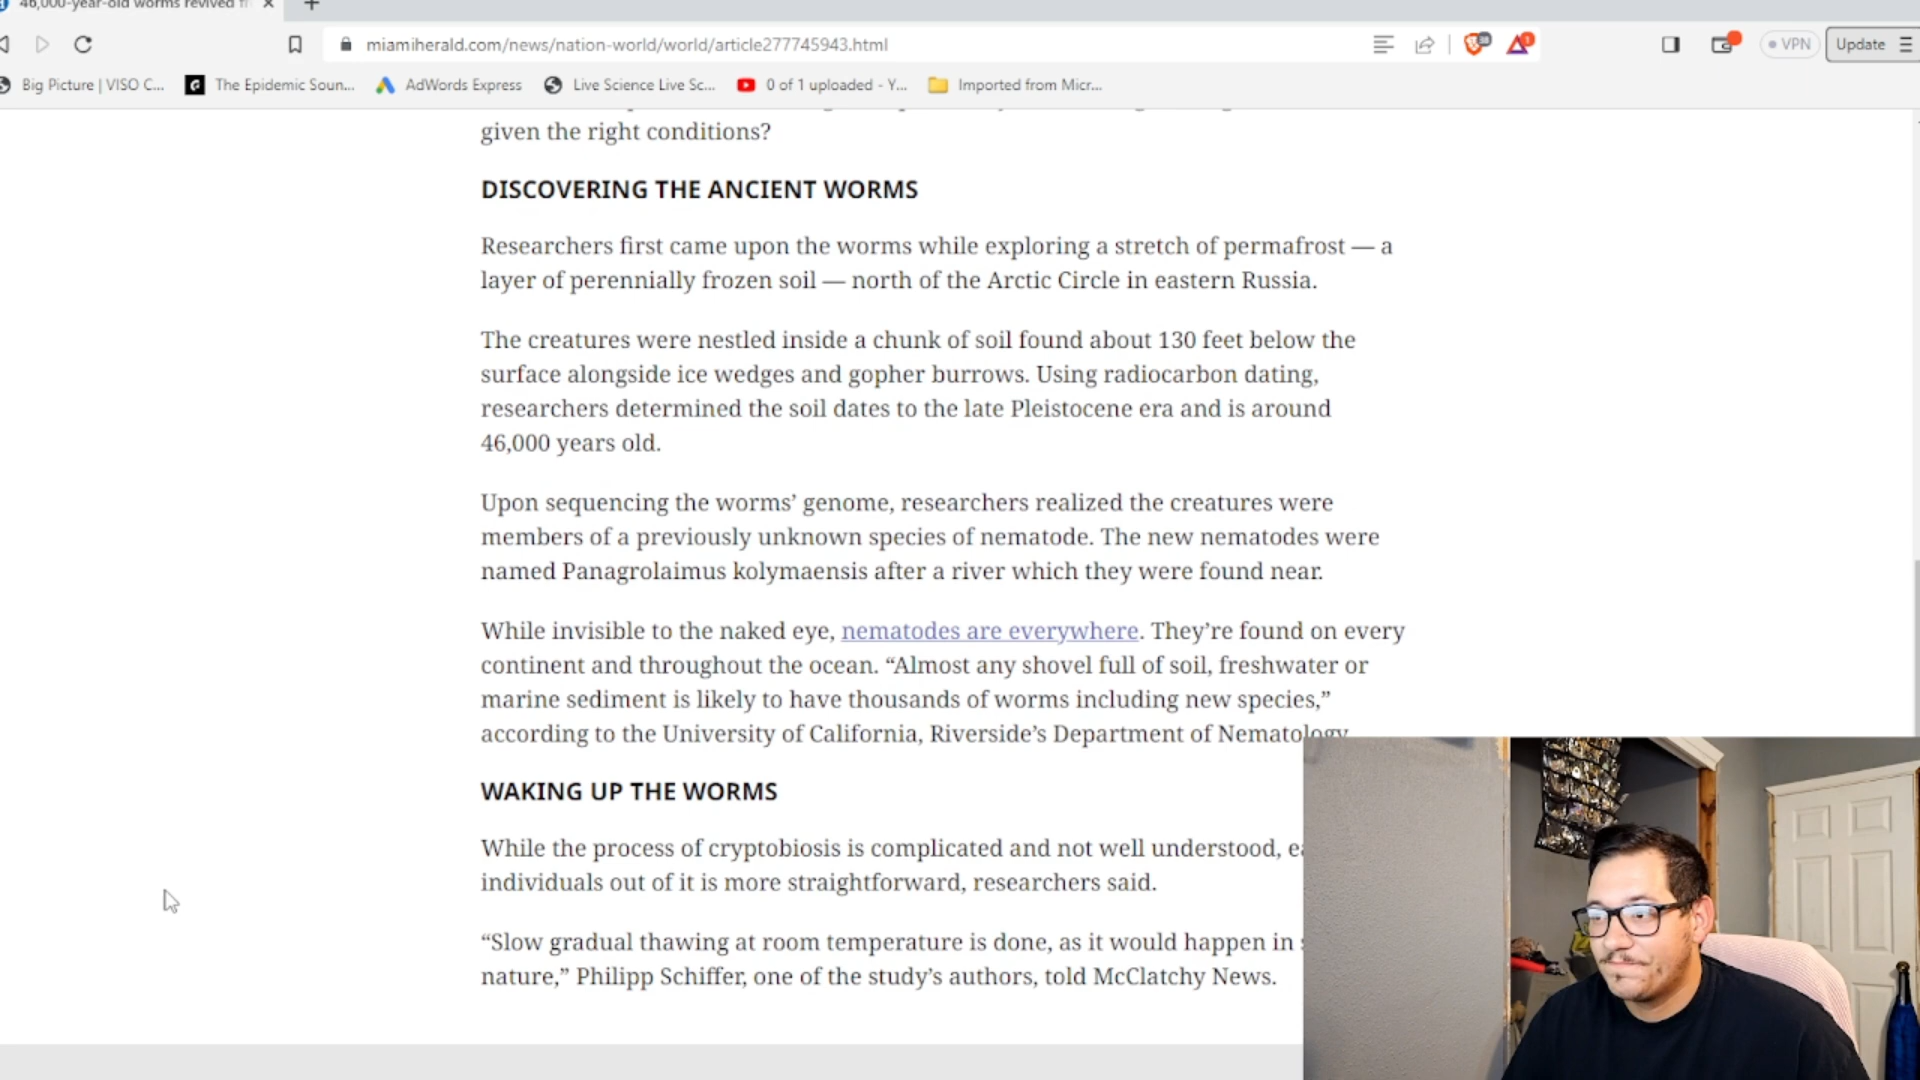 46,000-year-old worms revived
miamiherald.com/news/nation-world/world/article277745943.html
VPN
Update
Big Picture | VISO C...
The Epidemic Soun...
AdWords Express
Live Science Live Sc...
0 of 1 uploaded - Y...
Imported from Micr...
given the right conditions?
DISCOVERING THE ANCIENT WORMS
Researchers first came upon the worms while exploring a stretch of permafrost — a
layer of perennially frozen soil — north of the Arctic Circle in eastern Russia.
The creatures were nestled inside a chunk of soil found about 130 feet below the
surface alongside ice wedges and gopher burrows. Using radiocarbon dating,
researchers determined the soil dates to the late Pleistocene era and is around
46,000 years old.
Upon sequencing the worms’ genome, researchers realized the creatures were
members of a previously unknown species of nematode. The new nematodes were
named Panagrolaimus kolymaensis after a river which they were found near.
While invisible to the naked eye, nematodes are everywhere. They’re found on every
continent and throughout the ocean. “Almost any shovel full of soil, freshwater or
marine sediment is likely to have thousands of worms including new species,”
according to the University of California, Riverside’s Department of Nematology
WAKING UP THE WORMS
While the process of cryptobiosis is complicated and not well understood,
individuals out of it is more straightforward, researchers said.
“Slow gradual thawing at room temperature is done, as it would happen in
nature,” Philipp Schiffer, one of the study’s authors, told McClatchy News.